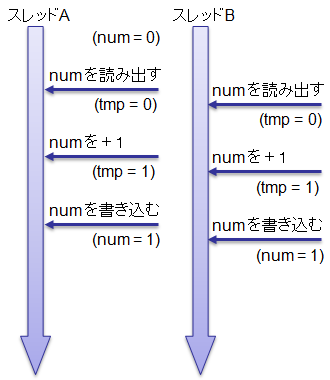 スレッドA
(num = 0)
numを読み出す
(tmp = 0)
numを＋1
(tmp = 1)
numを書き込む
(num = 1)
スレッドB
numを読み出す
(tmp = 0)
numを＋1
(tmp = 1)
numを書き込む
(num = 1)